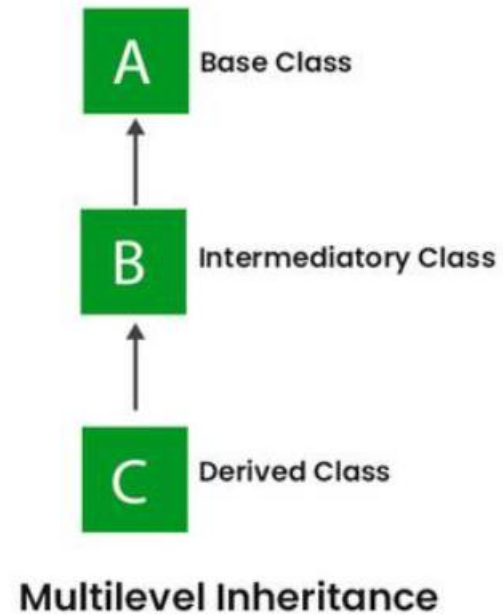 A Base Class
B Intermediatory Class
C Derived Class
Multilevel Inheritance